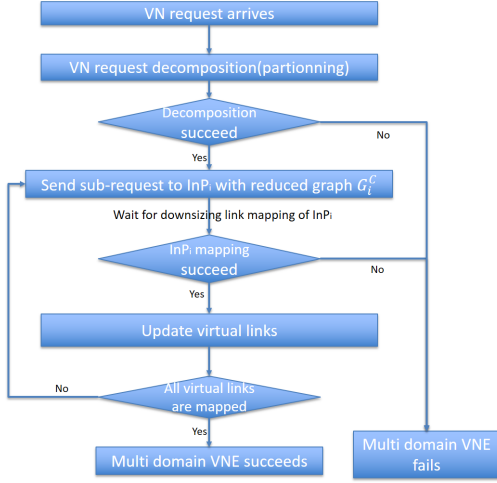 VN request arrives
VN request decomposition(partionning)
Decomposition
succeed
No
Yes
Send sub-request to InPᵢ with reduced graph Gᵢᶜ
Wait for downsizing link mapping of InPᵢ
InPᵢ mapping
succeed
No
Yes
Update virtual links
All virtual links
are mapped
No
Yes
Multi domain VNE succeeds
Multi domain VNE
fails